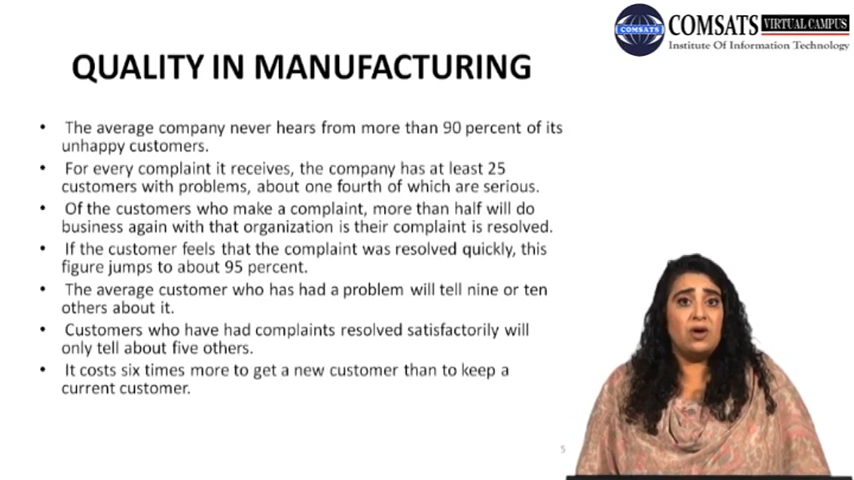 COMSATS VIRTUAL CAMPUS
COMSATS
Institute Of Information Technology
QUALITY IN MANUFACTURING
• The average company never hears from more than 90 percent of its
unhappy customers.
• For every complaint it receives, the company has at least 25
customers with problems, about one fourth of which are serious.
• Of the customers who make a complaint, more than half will do
business again with that organization is their complaint is resolved.
• If the customer feels that the complaint was resolved quickly, this
figure jumps to about 95 percent.
• The average customer who has had a problem will tell nine or ten
others about it.
• Customers who have had complaints resolved satisfactorily will
only tell about five others.
• It costs six times more to get a new customer than to keep a
current customer.
5